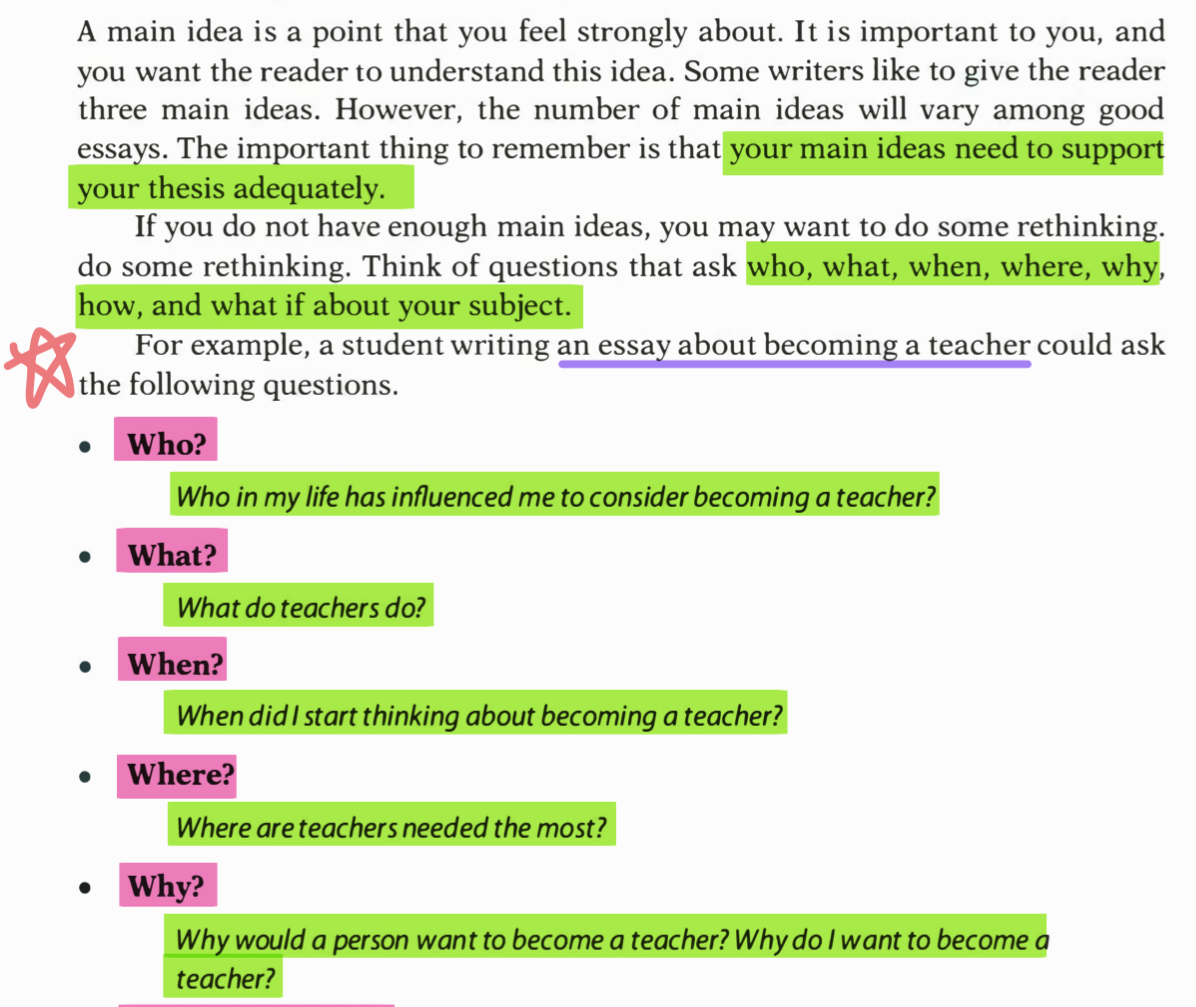 A main idea is a point that you feel strongly about. It is important to you, and
you want the reader to understand this idea. Some writers like to give the reader
three main ideas. However, the number of main ideas will vary among good
essays. The important thing to remember is that your main ideas need to support
your thesis adequately.
If you do not have enough main ideas, you may want to do some rethinking.
do some rethinking. Think of questions that ask who, what, when, where, why,
how, and what if about your subject.
For example, a student writing an essay about becoming a teacher could ask
the following questions.
• Who?
Who in my life has influenced me to consider becoming a teacher?
• What?
What do teachers do?
• When?
When did I start thinking about becoming a teacher?
• Where?
Where are teachers needed the most?
• Why?
Why would a person want to become a teacher? Why do I want to become a
teacher?